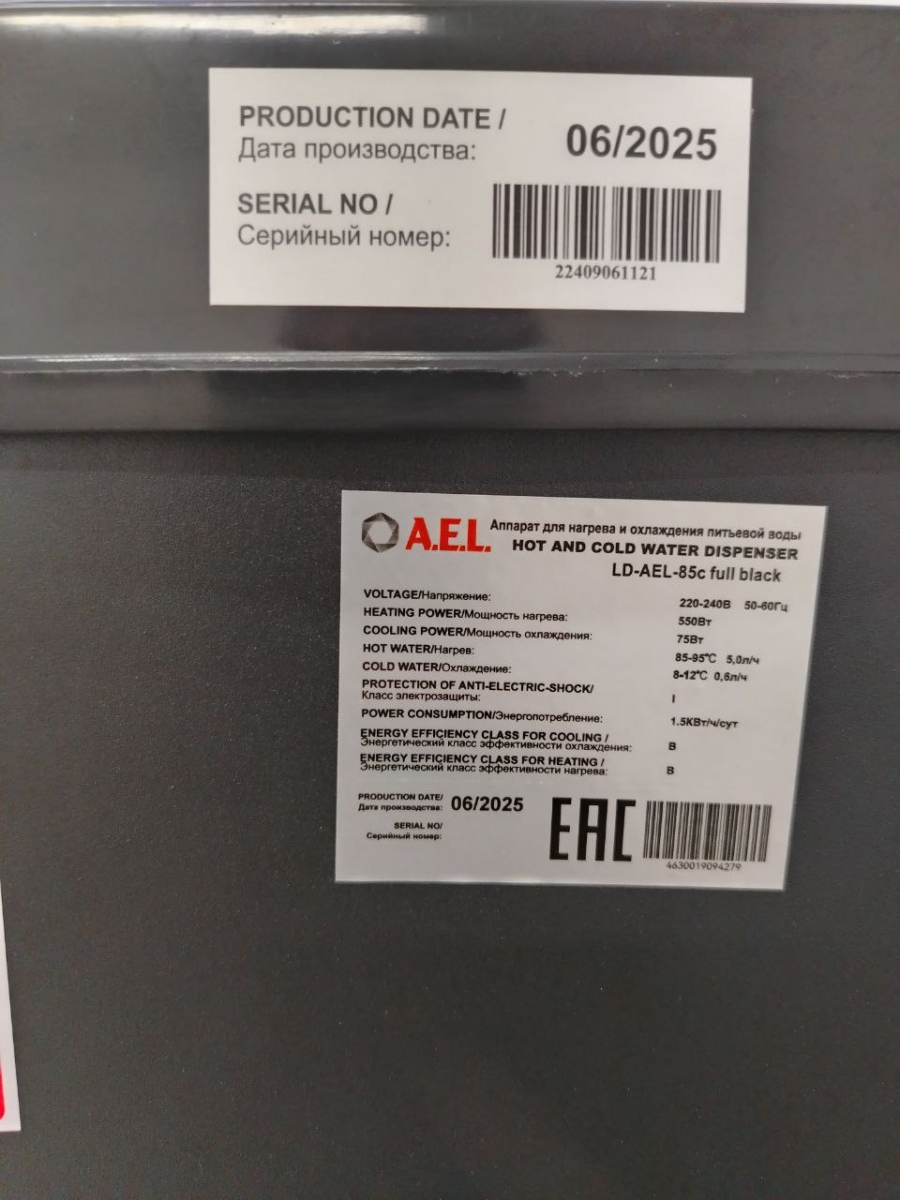 PRODUCTION DATE /
Дата производства: 06/2025
SERIAL NO /
Серийный номер:
22409061121
A.E.L. Аппарат для нагрева и охлаждения питьевой воды
HOT AND COLD WATER DISPENSER
LD-AEL-85c full black
VOLTAGE/Напряжение: 220-240В 50-60Гц
HEATING POWER/Мощность нагрева: 550Вт
COOLING POWER/Мощность охлаждения: 75Вт
HOT WATER/Нагрев: 85-95℃ 5,0л/ч
COLD WATER/Охлаждение: 8-12℃ 0,6л/ч
PROTECTION OF ANTI-ELECTRIC-SHOCK/
Класс электрозащиты: I
POWER CONSUMPTION/Энергопотребление: 1.5КВт/ч/сут
ENERGY EFFICIENCY CLASS FOR COOLING /
Энергетический класс эффективности охлаждения: B
ENERGY EFFICIENCY CLASS FOR HEATING /
Энергетический класс эффективности нагрева: B
PRODUCTION DATE/
Дата производства: 06/2025
SERIAL NO/
Серийный номер:
EAC
4630019094279